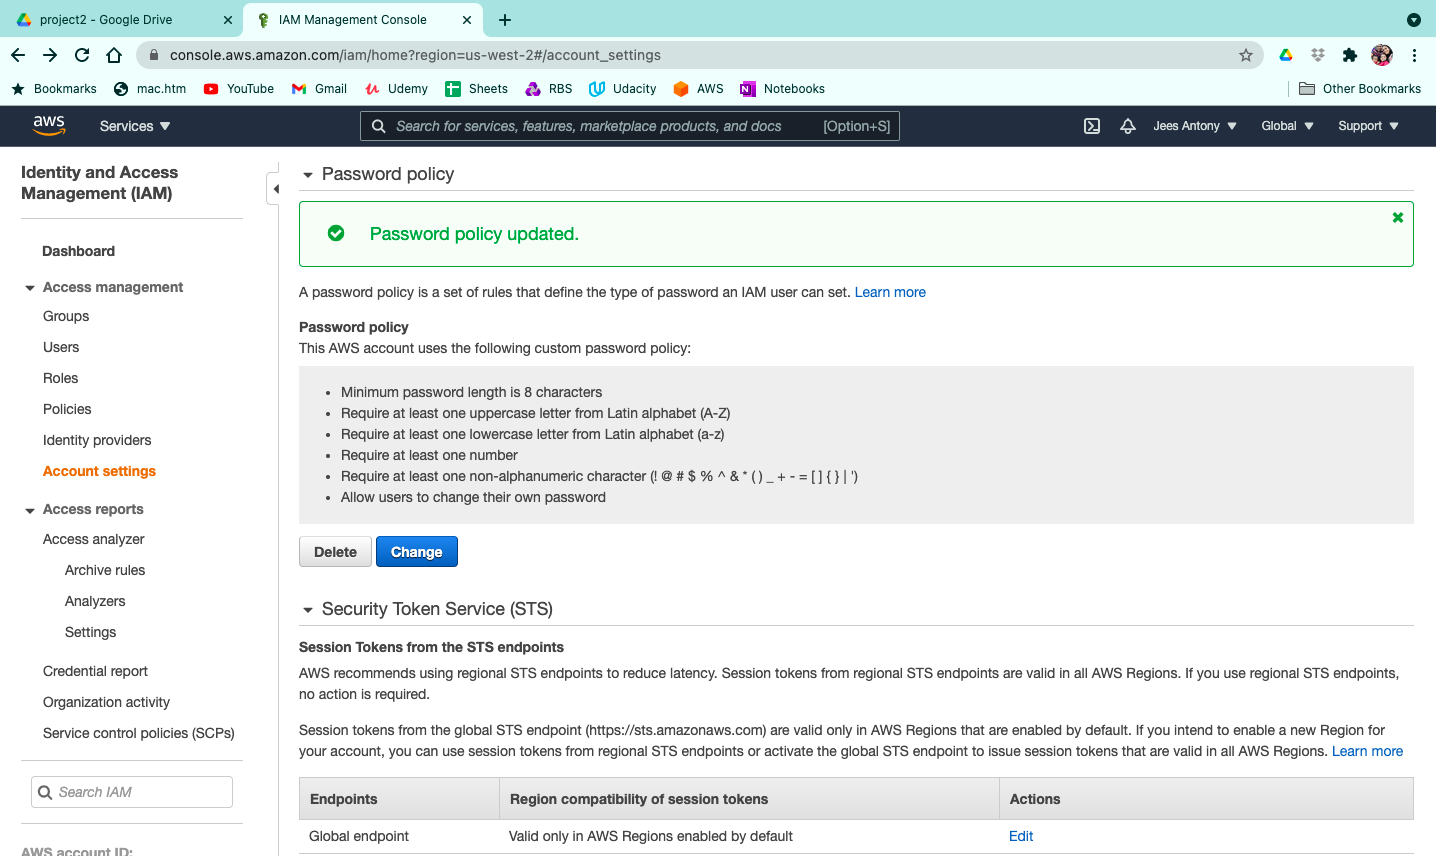 project2 - Google Drive
IAM Management Console
console.aws.amazon.com/iam/home?region=us-west-2#/account_settings
Bookmarks
mac.htm
YouTube
Gmail
Udemy
Sheets
RBS
Udacity
AWS
Notebooks
Other Bookmarks
aws
Services
Search for services, features, marketplace products, and docs
[Option+S]
Jees Antony
Global
Support
Identity and Access
Management (IAM)
Dashboard
Access management
Groups
Users
Roles
Policies
Identity providers
Account settings
Access reports
Access analyzer
Archive rules
Analyzers
Settings
Credential report
Organization activity
Service control policies (SCPs)
Search IAM
AWS account ID:
Password policy
Password policy updated.
A password policy is a set of rules that define the type of password an IAM user can set. Learn more
Password policy
This AWS account uses the following custom password policy:
• Minimum password length is 8 characters
• Require at least one uppercase letter from Latin alphabet (A-Z)
• Require at least one lowercase letter from Latin alphabet (a-z)
• Require at least one number
• Require at least one non-alphanumeric character (! @ # $ % ^ & * ( ) _ + - = [ ] { } | ')
• Allow users to change their own password
Delete
Change
Security Token Service (STS)
Session Tokens from the STS endpoints
AWS recommends using regional STS endpoints to reduce latency. Session tokens from regional STS endpoints are valid in all AWS Regions. If you use regional STS endpoints,
no action is required.
Session tokens from the global STS endpoint (https://sts.amazonaws.com) are valid only in AWS Regions that are enabled by default. If you intend to enable a new Region for
your account, you can use session tokens from regional STS endpoints or activate the global STS endpoint to issue session tokens that are valid in all AWS Regions. Learn more
Endpoints
Region compatibility of session tokens
Actions
Global endpoint
Valid only in AWS Regions enabled by default
Edit